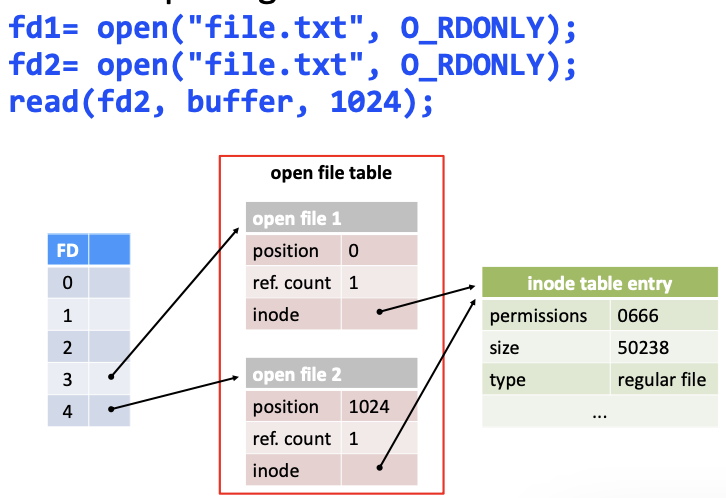 fd1= open("file.txt", O_RDONLY);
fd2= open("file.txt", O_RDONLY);
read(fd2, buffer, 1024);
open file table
FD
0
1
2
3
4
open file 1
position 0
ref. count 1
inode
open file 2
position 1024
ref. count 1
inode
inode table entry
permissions 0666
size 50238
type regular file
...